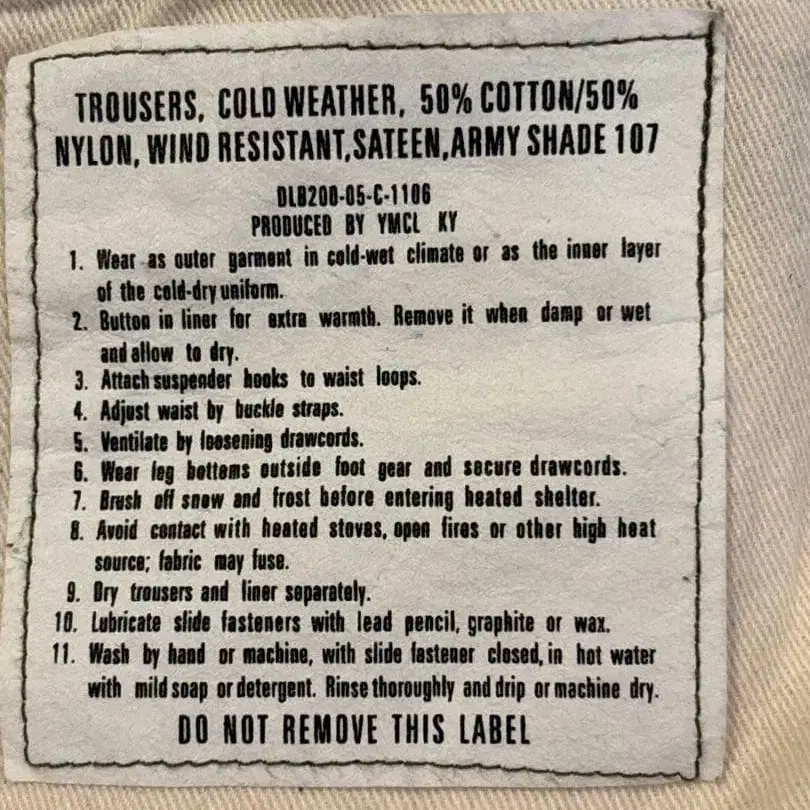 TROUSERS, COLD WEATHER, 50% COTTON/50%
NYLON, WIND RESISTANT,SATEEN,ARMY SHADE 107
DLB200-05-C-1106
PRODUCED BY YMCL KY
1. Wear as outer garment in cold-wet climate or as the inner layer
of the cold-dry uniform.
2. Button in liner for extra warmth. Remove it when damp or wet
and allow to dry.
3. Attach suspender hooks to waist loops.
4. Adjust waist by buckle straps.
5. Ventilate by loosening drawcords.
6. Wear leg bottoms outside foot gear and secure drawcords.
7. Brush off snow and frost before entering heated shelter.
8. Avoid contact with heated stoves, open fires or other high heat
source; fabric may fuse.
9. Dry trousers and liner separately.
10. Lubricate slide fasteners with lead pencil, graphite or wax.
11. Wash by hand or machine, with slide fastener closed, in hot water
with mild soap or detergent. Rinse thoroughly and drip or machine dry.
DO NOT REMOVE THIS LABEL